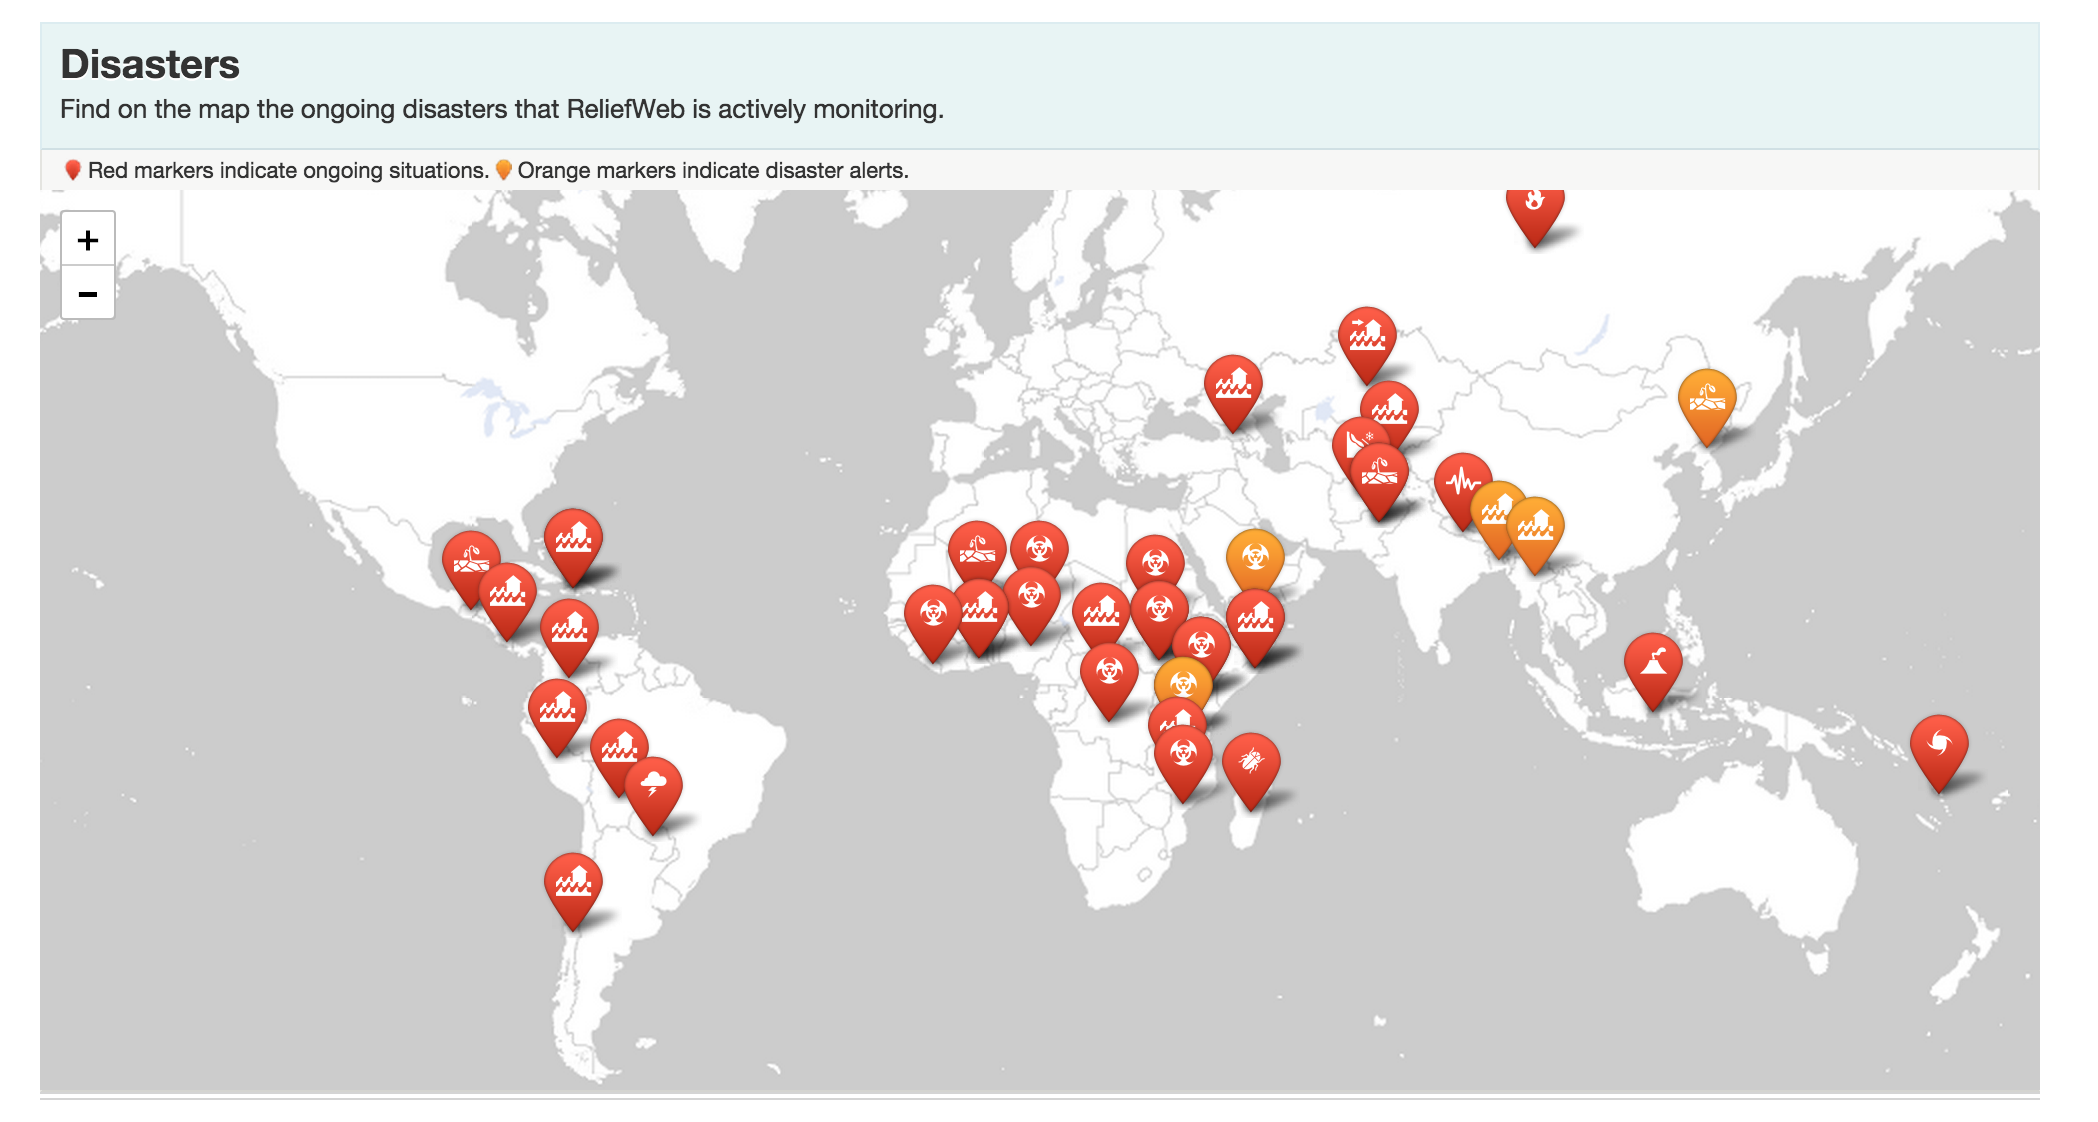 Disasters
Find on the map the ongoing disasters that ReliefWeb is actively monitoring.
Red markers indicate ongoing situations. Orange markers indicate disaster alerts.
+
−